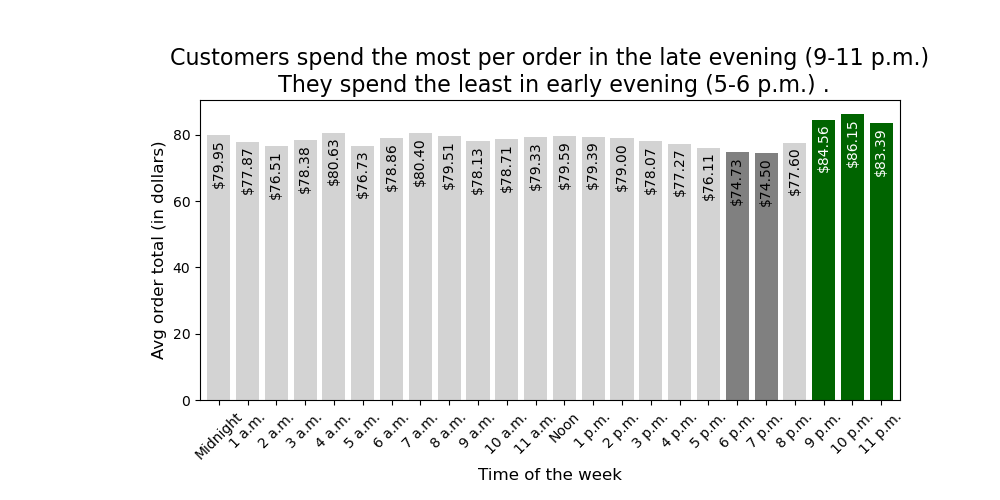 Customers spend the most per order in the late evening (9-11 p.m.)
They spend the least in early evening (5-6 p.m.) .
Avg order total (in dollars)
80
60
40
20
0
$79.95
$77.87
$76.51
$78.38
$80.63
$76.73
$78.86
$80.40
$79.51
$78.13
$78.71
$79.33
$79.59
$79.39
$79.00
$78.07
$77.27
$76.11
$74.73
$74.50
$77.60
$84.56
$86.15
$83.39
Midnight
1 a.m.
2 a.m.
3 a.m.
4 a.m.
5 a.m.
6 a.m.
7 a.m.
8 a.m.
9 a.m.
10 a.m.
11 a.m.
Noon
1 p.m.
2 p.m.
3 p.m.
4 p.m.
5 p.m.
6 p.m.
7 p.m.
8 p.m.
9 p.m.
10 p.m.
11 p.m.
Time of the week